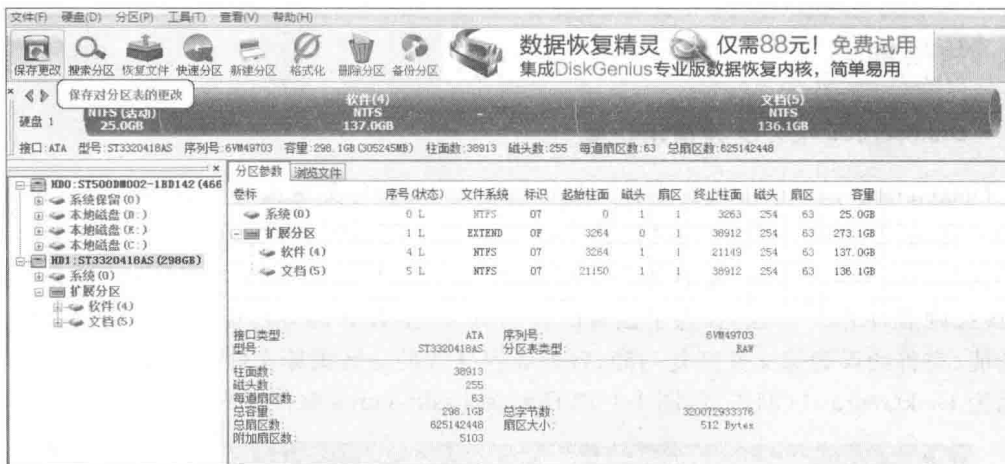 文件(F) 硬盘(D) 分区(P) 工具(T) 查看(V) 帮助(H)
保存更改 搜索分区 恢复文件 快速分区 新建分区 格式化 删除分区 备份分区
数据恢复精灵 仅需88元! 免费试用
集成DiskGenius专业版数据恢复内核,简单易用
保存对分区表的更改
硬盘 1
NTFS (活动)
25.0GB
软件(4)
NTFS
137.0GB
文档(5)
NTFS
136.1GB
接口:ATA 型号:ST3320418AS 序列号:6VM49703 容量:298.1GB(305245MB) 柱面数:38913 磁头数:255 每道扇区数:63 总扇区数:625142448
HD0:ST500DM002-1BD142(466
系统保留(0)
本地磁盘(D:)
本地磁盘(E:)
本地磁盘(C:)
HD1:ST3320418AS(298GB)
系统(0)
扩展分区
软件(4)
文档(5)
分区参数 浏览文件
卷标 序号(状态) 文件系统 标识 起始柱面 磁头 扇区 终止柱面 磁头 扇区 容量
系统(0) 0 L NTFS 07 0 1 1 3263 254 63 25.0GB
扩展分区 1 L EXTEND 0F 3264 0 1 38912 254 63 273.1GB
软件(4) 4 L NTFS 07 3264 1 1 21149 254 63 137.0GB
文档(5) 5 L NTFS 07 21150 1 1 38912 254 63 136.1GB
接口类型: ATA 序列号: 6VM49703
型号: ST3320418AS 分区表类型: RAW
柱面数: 38913
磁头数: 255
每道扇区数: 63
总容量: 298.1GB 总字节数: 320072933376
总扇区数: 625142448 扇区大小: 512 Bytes
附加扇区数: 5103